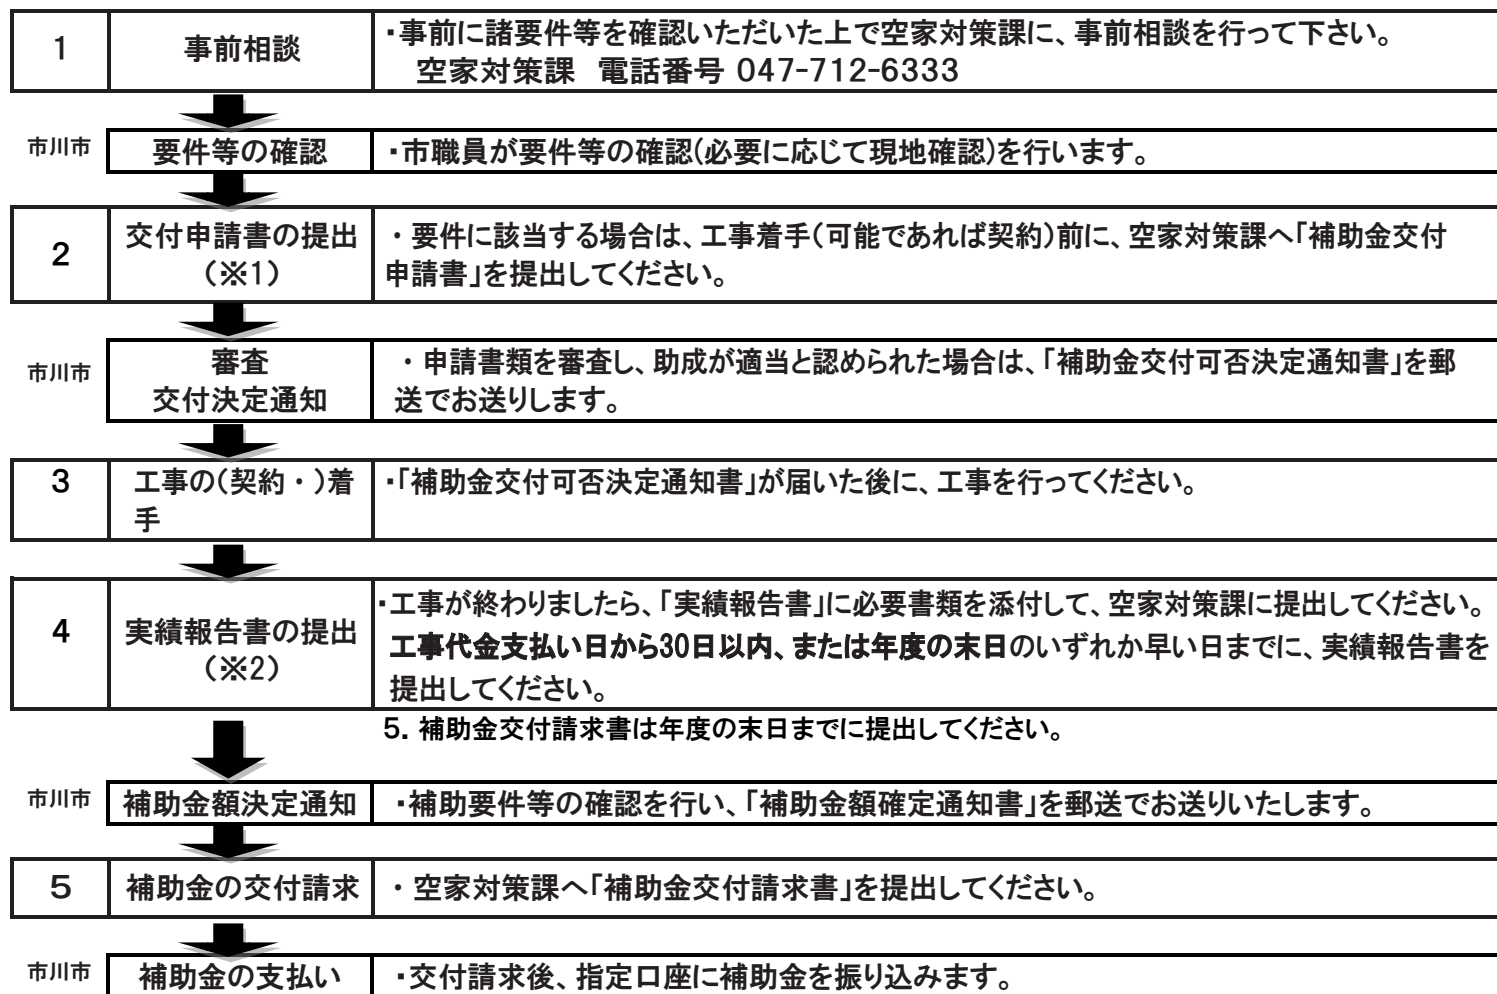 1
事前相談
・事前に諸要件等を確認いただいた上で空家対策課に、事前相談を行って下さい。
空家対策課 電話番号 047-712-6333
市川市
要件等の確認
・市職員が要件等の確認(必要に応じて現地確認)を行います。
2
交付申請書の提出
(※1)
・要件に該当する場合は、工事着手(可能であれば契約)前に、空家対策課へ「補助金交付
申請書」を提出してください。
市川市
審査
交付決定通知
・申請書類を審査し、助成が適当と認められた場合は、「補助金交付可否決定通知書」を郵
送でお送りします。
3
工事の(契約・)着
手
・「補助金交付可否決定通知書」が届いた後に、工事を行ってください。
4
実績報告書の提出
(※2)
・工事が終わりましたら、「実績報告書」に必要書類を添付して、空家対策課に提出してください。
工事代金支払い日から30日以内、または年度の末日のいずれか早い日までに、実績報告書を
提出してください。
5. 補助金交付請求書は年度の末日までに提出してください。
市川市
補助金額決定通知
・補助要件等の確認を行い、「補助金額確定通知書」を郵送でお送りいたします。
5
補助金の交付請求
・空家対策課へ「補助金交付請求書」を提出してください。
市川市
補助金の支払い
・交付請求後、指定口座に補助金を振り込みます。